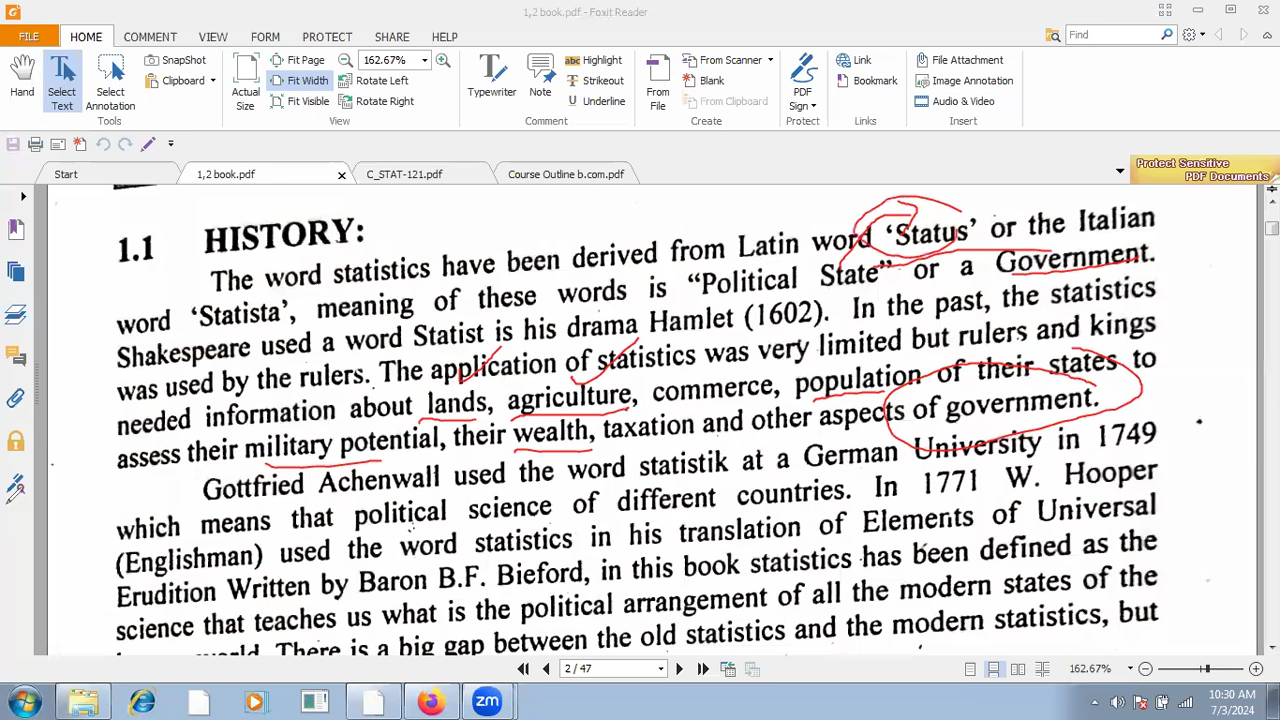 1,2 book.pdf - Foxit Reader
FILE HOME COMMENT VIEW FORM PROTECT SHARE HELP
Find
Hand
Select Text
Select Annotation
SnapShot
Clipboard
Tools
Actual Size
Fit Page
Fit Width
Fit Visible
162.67%
Rotate Left
Rotate Right
View
Typewriter
Note
Highlight
Strikeout
Underline
Comment
From File
From Scanner
Blank
From Clipboard
Create
PDF Sign
Protect
Link
Bookmark
Links
File Attachment
Image Annotation
Audio & Video
Insert
Start
1,2 book.pdf
C_STAT-121.pdf
Course Outline b.com.pdf
Protect Sensitive
PDF Documents
1.1 HISTORY:
The word statistics have been derived from Latin word ‘Status’ or the Italian
word ‘Statista’, meaning of these words is “Political State” or a Government.
Shakespeare used a word Statist is his drama Hamlet (1602). In the past, the statistics
was used by the rulers. The application of statistics was very limited but rulers and kings
needed information about lands, agriculture, commerce, population of their states to
assess their military potential, their wealth, taxation and other aspects of government.
Gottfried Achenwall used the word statistik at a German University in 1749
which means that political science of different countries. In 1771 W. Hooper
(Englishman) used the word statistics in his translation of Elements of Universal
Erudition Written by Baron B.F. Bieford, in this book statistics has been defined as the
science that teaches us what is the political arrangement of all the modern states of the
world. There is a big gap between the old statistics and the modern statistics, but
2 / 47
162.67%
zm
10:30 AM
7/3/2024